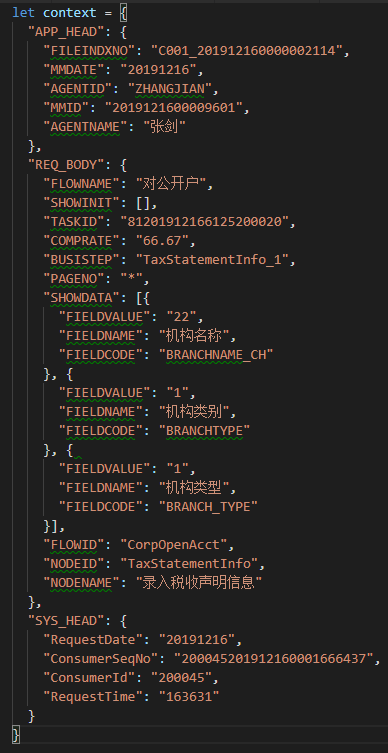 let context = {
"APP_HEAD": {
"FILEINDXNO": "C001_201912160000002114",
"MMDATE": "20191216",
"AGENTID": "ZHANGJIAN",
"MMID": "2019121600009601",
"AGENTNAME": "张剑"
},
"REQ_BODY": {
"FLOWNAME": "对公开户",
"SHOWINIT": [],
"TASKID": "81201912166125200020",
"COMPRATE": "66.67",
"BUSISTEP": "TaxStatementInfo_1",
"PAGENO": "*",
"SHOWDATA": [{
"FIELDVALUE": "22",
"FIELDNAME": "机构名称",
"FIELDCODE": "BRANCHNAME_CH"
}, {
"FIELDVALUE": "1",
"FIELDNAME": "机构类别",
"FIELDCODE": "BRANCHTYPE"
}, {
"FIELDVALUE": "1",
"FIELDNAME": "机构类型",
"FIELDCODE": "BRANCH_TYPE"
}],
"FLOWID": "CorpOpenAcct",
"NODEID": "TaxStatementInfo",
"NODENAME": "录入税收声明信息"
},
"SYS_HEAD": {
"RequestDate": "20191216",
"ConsumerSeqNo": "200045201912160001666437",
"ConsumerId": "200045",
"RequestTime": "163631"
}
}